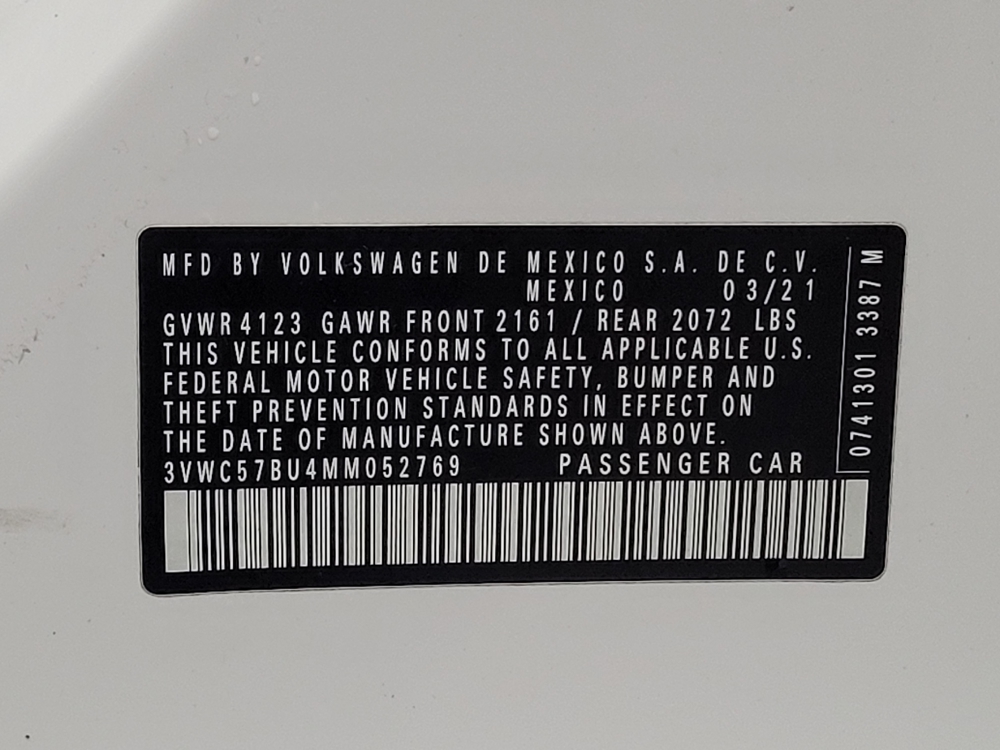 MFD BY VOLKSWAGEN DE MEXICO S.A. DE C.V.
MEXICO 03/21
GVWR 4123 GAWR FRONT 2161 / REAR 2072 LBS
THIS VEHICLE CONFORMS TO ALL APPLICABLE U.S.
FEDERAL MOTOR VEHICLE SAFETY, BUMPER AND
THEFT PREVENTION STANDARDS IN EFFECT ON
THE DATE OF MANUFACTURE SHOWN ABOVE.
3VWC57BU4MM052769 PASSENGER CAR
0741301 3387 M